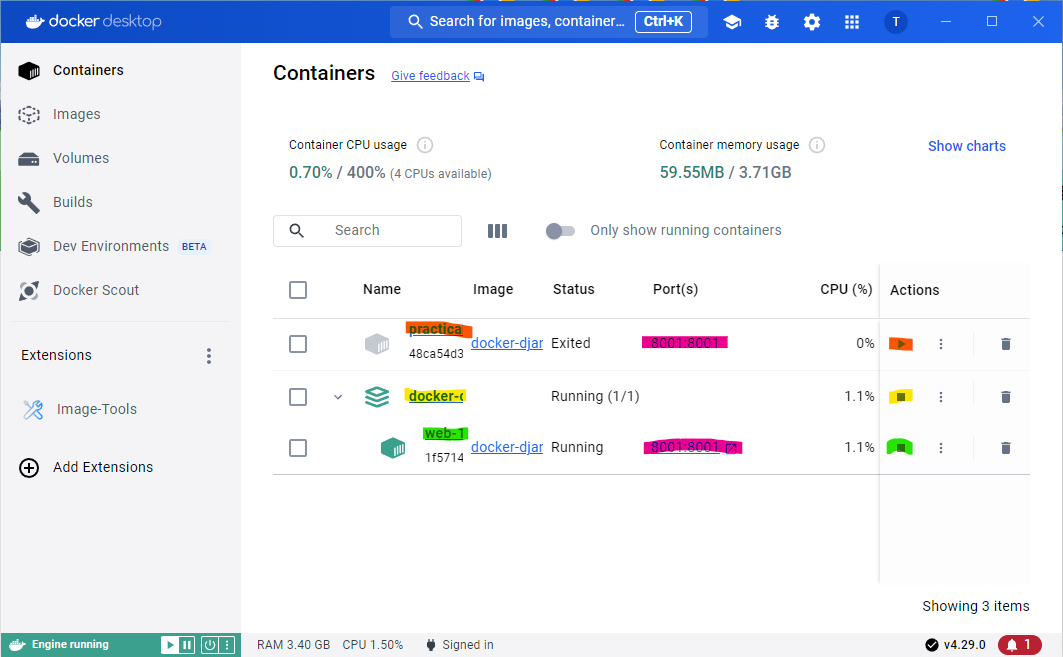 docker desktop
Search for images, container... Ctrl+K
T
Containers
Images
Volumes
Builds
Dev Environments BETA
Docker Scout
Extensions
Image-Tools
Add Extensions
Containers Give feedback
Container CPU usage
0.70% / 400% (4 CPUs available)
Container memory usage
59.55MB / 3.71GB
Show charts
Search
Only show running containers
Name Image Status Port(s) CPU (%) Actions
practica
48ca54d3 docker-djan Exited 8001:8001 0%
docker-d Running (1/1) 1.1%
web-1
1f5714 docker-djan Running 8001:8001 1.1%
Showing 3 items
Engine running
RAM 3.40 GB CPU 1.50% Signed in
v4.29.0 1